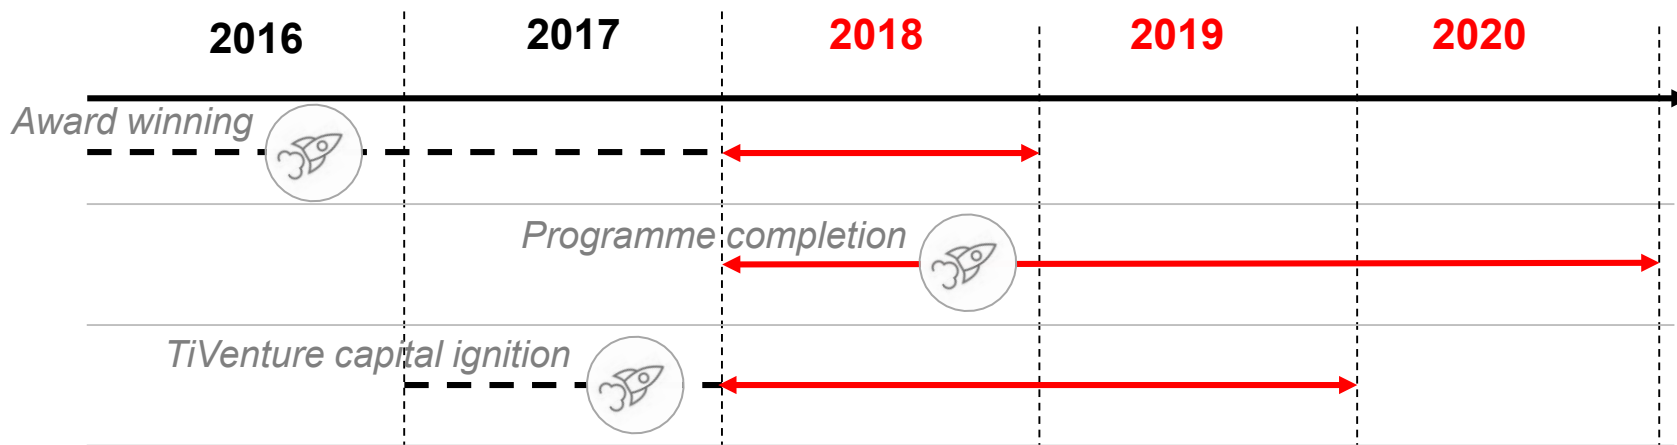 2016 2017 2018 2019 2020
Award winning
Programme completion
TiVenture capital ignition